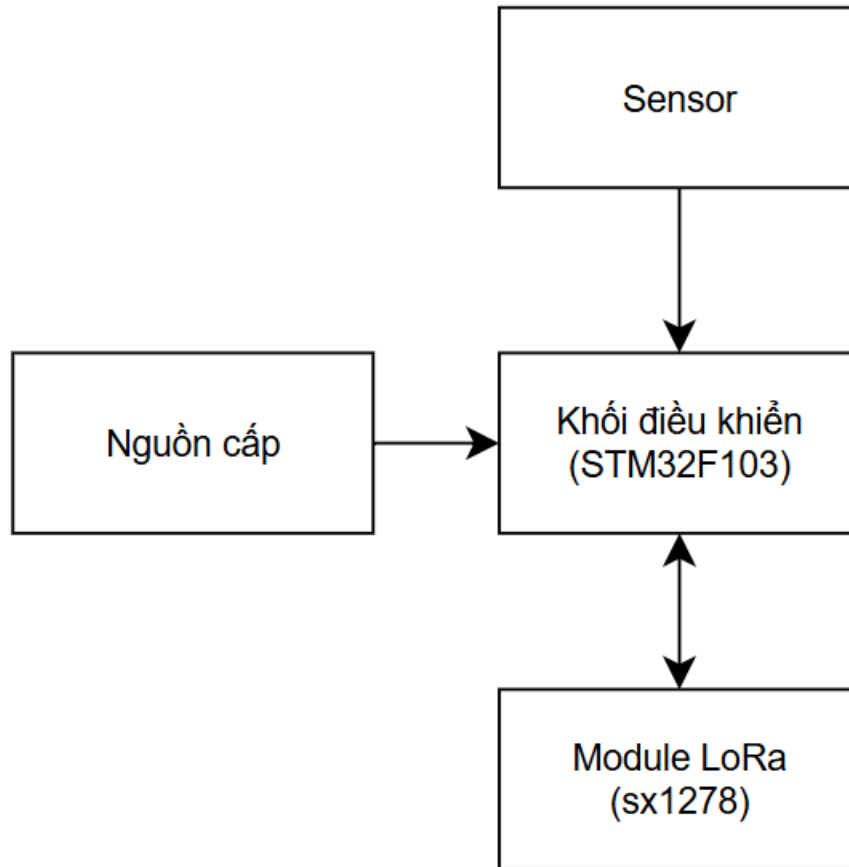 Sensor
Nguồn cấp
Khối điều khiển
(STM32F103)
Module LoRa
(sx1278)